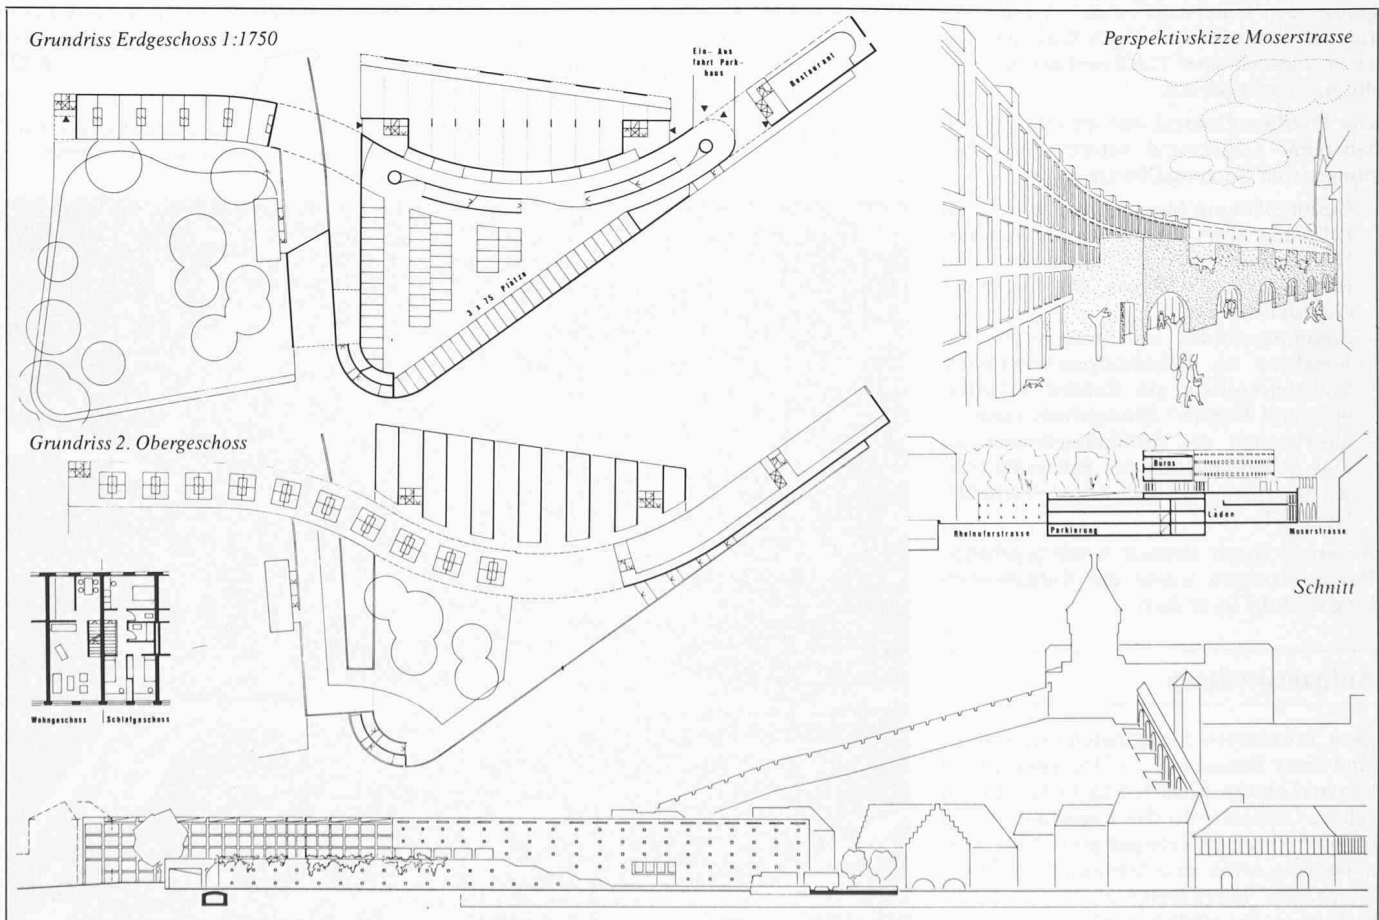 Grundriss Erdgeschoss 1:1750
Ein- Aus
fahrt Park-
haus
Restaurant
3 x 75 Plätze
Perspektivskizze Moserstrasse
Grundriss 2. Obergeschoss
Wohngeschoss
Schlafgeschoss
Büros
Läden
Rheinuferstrasse
Parkierung
Moserstrasse
Schnitt